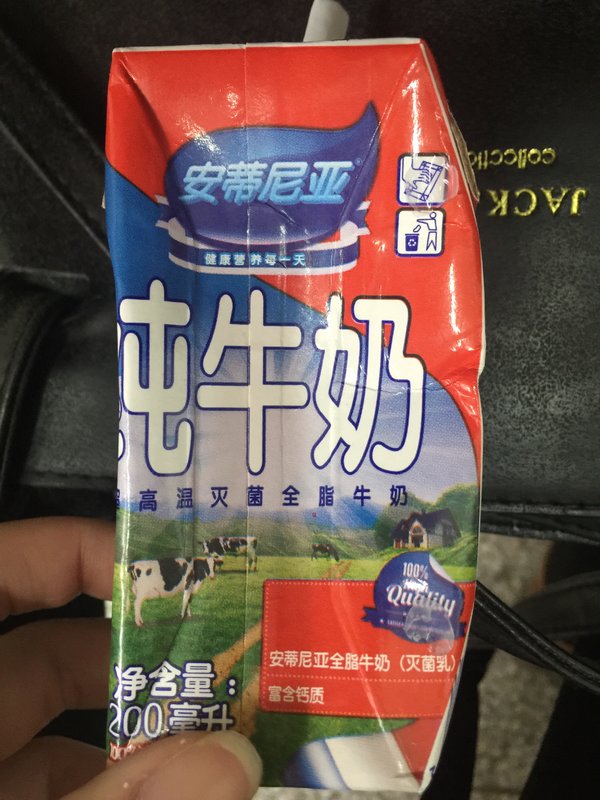 安蒂尼亚
健康营养每一天
纯牛奶
超高温灭菌全脂牛奶
100%
Quality
安蒂尼亚全脂牛奶（灭菌乳）
富含钙质
净含量：
200毫升
JACK
collectio